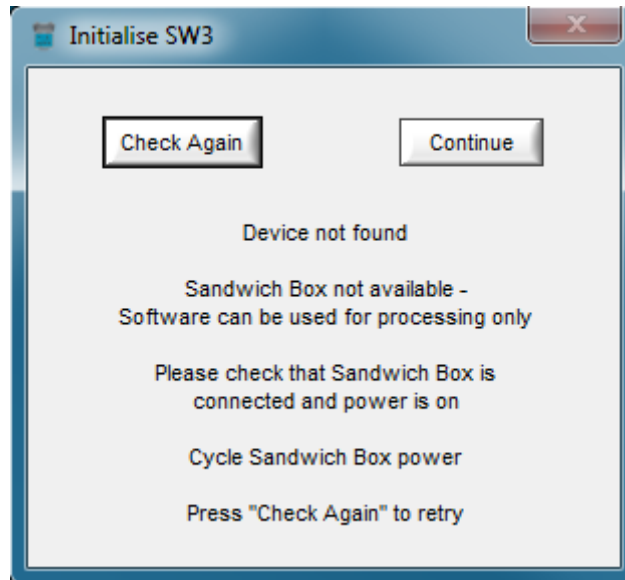 Initialise SW3
Check Again
Continue
Device not found
Sandwich Box not available -
Software can be used for processing only
Please check that Sandwich Box is
connected and power is on
Cycle Sandwich Box power
Press "Check Again" to retry